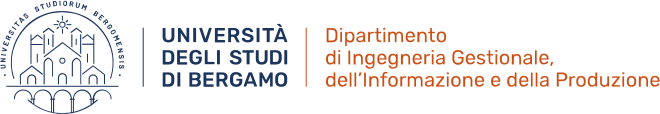 UNIVERSITAS STUDIORUM BERGOMENSIS
UNIVERSITÀ
DEGLI STUDI
DI BERGAMO
Dipartimento
di Ingegneria Gestionale,
dell'Informazione e della Produzione